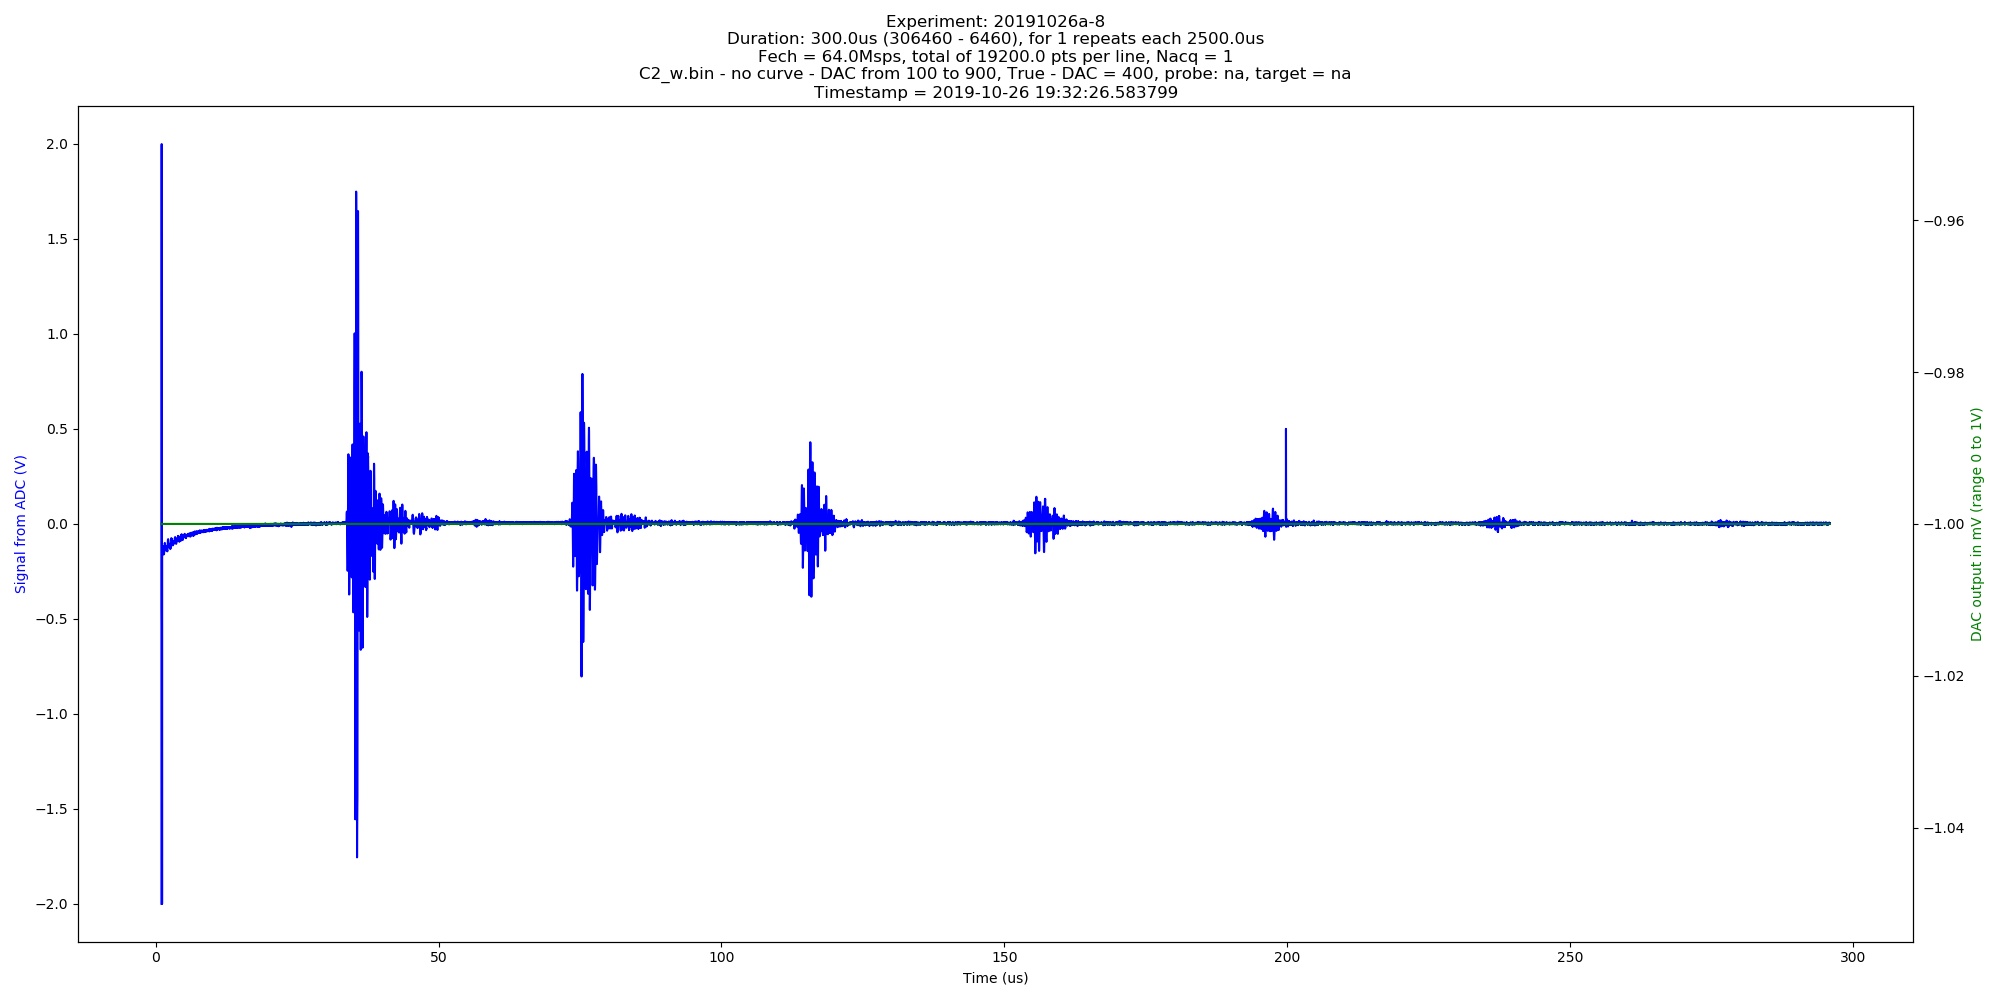 Experiment: 20191026a-8
Duration: 300.0us (306460 - 6460), for 1 repeats each 2500.0us
Fech = 64.0Msps, total of 19200.0 pts per line, Nacq = 1
C2_w.bin - no curve - DAC from 100 to 900, True - DAC = 400, probe: na, target = na
Timestamp = 2019-10-26 19:32:26.583799
Signal from ADC (V)
2.0
1.5
1.0
0.5
0.0
−0.5
−1.0
−1.5
−2.0
0
50
100
150
200
250
300
Time (us)
−0.96
−0.98
−1.00
−1.02
−1.04
DAC output in mV (range 0 to 1V)